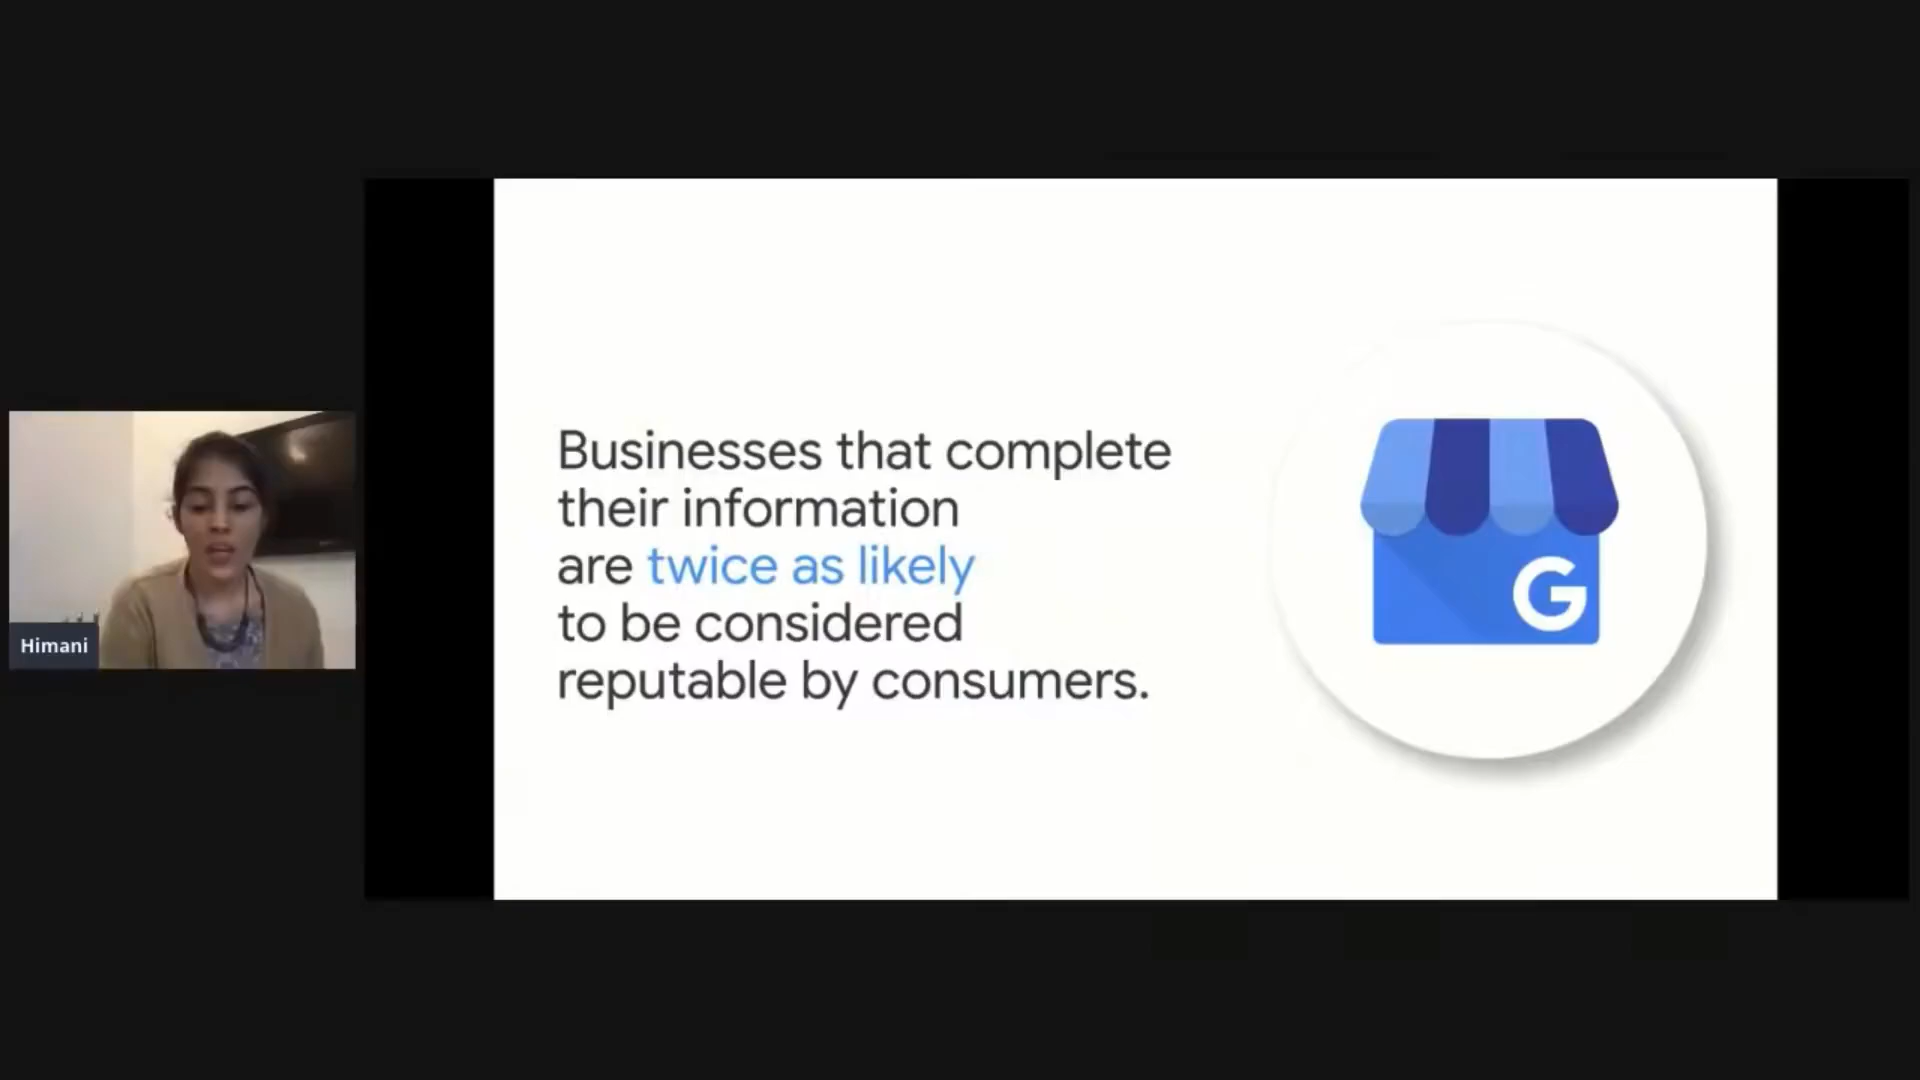 Himani
Businesses that complete
their information
are twice as likely
to be considered
reputable by consumers.
G